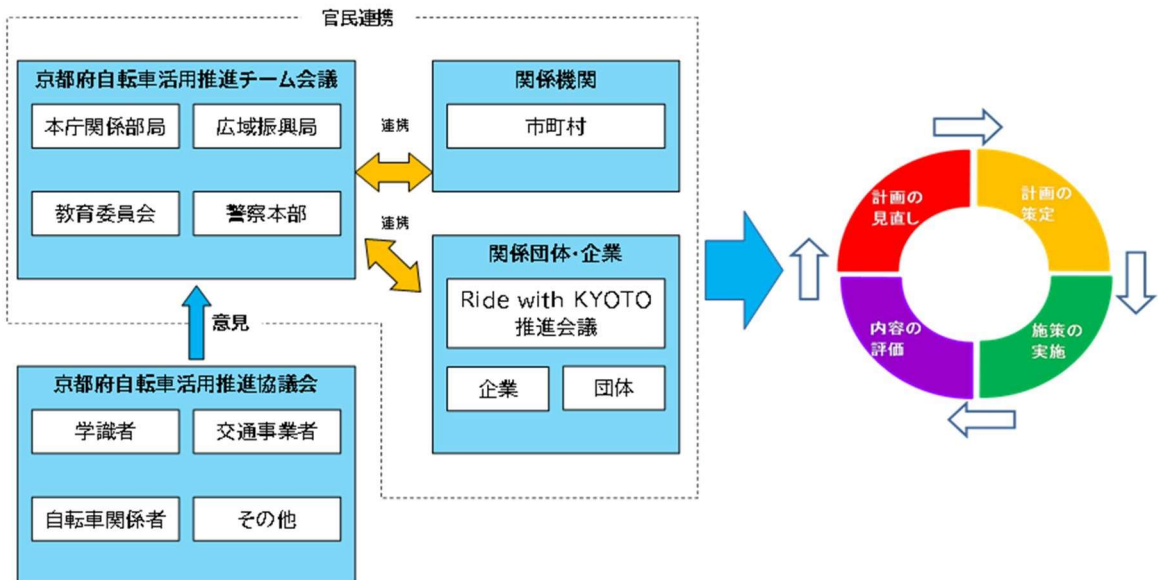 官民連携
京都府自転車活用推進チーム会議
本庁関係部局
広域振興局
教育委員会
警察本部
連携
連携
関係機関
市町村
関係団体・企業
Ride with KYOTO
推進会議
企業
団体
意見
京都府自転車活用推進協議会
学識者
交通事業者
自転車関係者
その他
計画の
見直し
計画の
策定
内容の
評価
施策の
実施